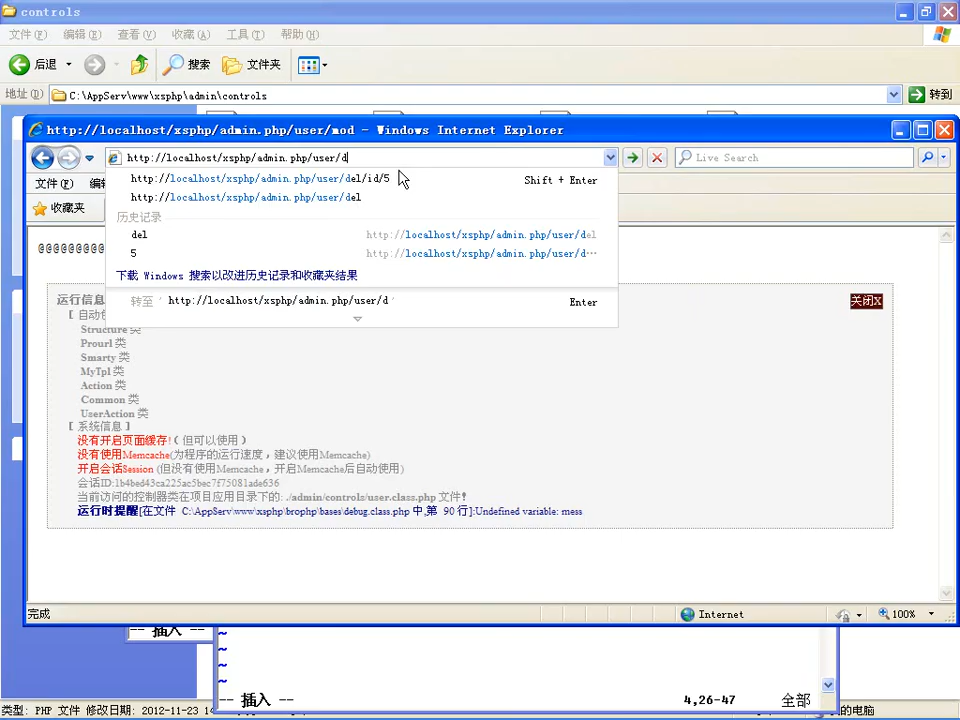 controls
文件(F) 编辑(E) 查看(V) 收藏(A) 工具(T) 帮助(H)
后退 搜索 文件夹
地址(D) C:\AppServ\www\xsphp\admin\controls 转到
http://localhost/xsphp/admin.php/user/mod - Windows Internet Explorer
http://localhost/xsphp/admin.php/user/d Live Search
文件(F) 编辑
http://localhost/xsphp/admin.php/user/del/id/5 Shift + Enter
http://localhost/xsphp/admin.php/user/del
收藏夹
历史记录
del http://localhost/xsphp/admin.php/user/del
5 http://localhost/xsphp/admin.php/user/d...
@@@@@@@@@
下载 Windows 搜索以改进历史记录和收藏夹结果
转至 ' http://localhost/xsphp/admin.php/user/d ' Enter
运行信息 关闭X
[ 自动包
Structure 类
Prourl 类
Smarty 类
MyTpl 类
Action 类
Common 类
UserAction 类
[ 系统信息 ]
没有开启页面缓存!( 但可以使用 )
没有使用Memcache(为程序的运行速度，建议使用Memcache)
开启会话Session (但没有使用Memcache，开启Memcache后自动使用)
会话ID:1b4bed43ca225ac5bec7f75081ade636
当前访问的控制器类在项目应用目录下的: ./admin/controls/user.class.php 文件！
运行时提醒[在文件 C:\AppServ\www\xsphp\brophp\bases\debug.class.php 中,第 90 行]:Undefined variable: mess
完成 Internet 100%
-- 插入 --
~
~
~
~
-- 插入 -- 4,26-47 全部
类型: PHP 文件 修改日期: 2012-11-23 14 的电脑